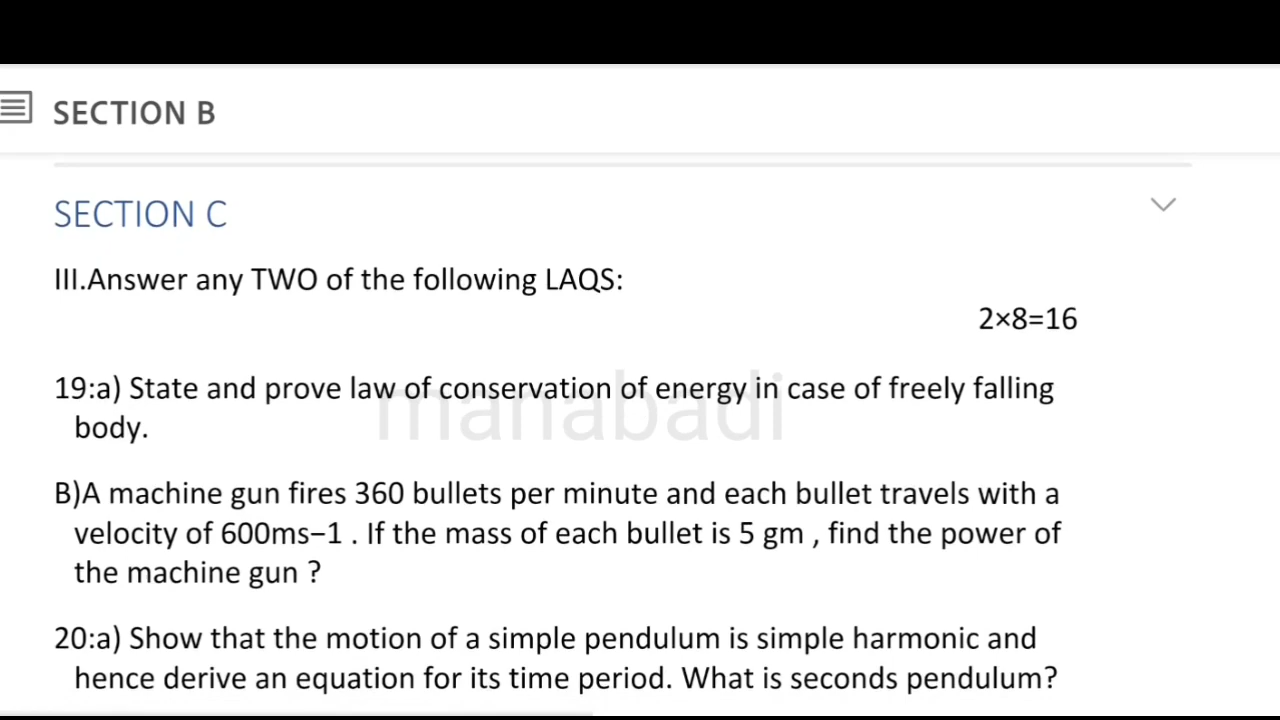 SECTION B
SECTION C
III.Answer any TWO of the following LAQS:
2×8=16
19:a) State and prove law of conservation of energy in case of freely falling
body.
manabadi
B)A machine gun fires 360 bullets per minute and each bullet travels with a
velocity of 600ms−1 . If the mass of each bullet is 5 gm , find the power of
the machine gun ?
20:a) Show that the motion of a simple pendulum is simple harmonic and
hence derive an equation for its time period. What is seconds pendulum?